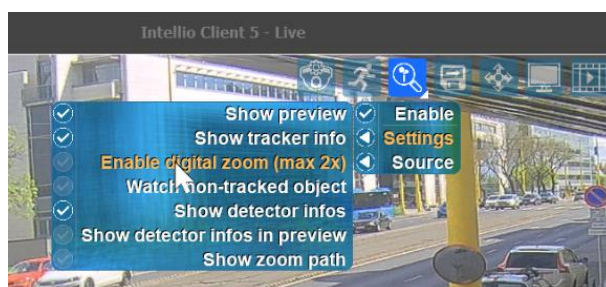 Intellio Client 5 - Live
Show preview
Enable
Show tracker info
Settings
Enable digital zoom (max 2x)
Source
Watch non-tracked object
Show detector infos
Show detector infos in preview
Show zoom path